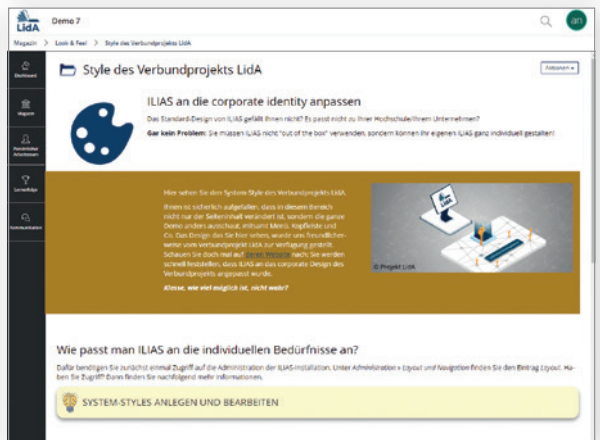 LidA
Demo 7
an
Magazin > Look & Feel > Style des Verbundprojekts LidA
Dashboard
Magazin
Persönlicher
Arbeitsraum
Lernerfolge
Kommunikation
Style des Verbundprojekts LidA
Aktionen
ILIAS an die corporate identity anpassen
Das Standard-Design von ILIAS gefällt Ihnen nicht? Es passt nicht zu Ihrer Hochschule/Ihrem Unternehmen?
Gar kein Problem: Sie müssen ILIAS nicht "out of the box" verwenden, sondern können Ihr eigenen ILIAS ganz individuell gestalten!
Hier sehen Sie den System-Style des Verbundprojekts LidA.
Ihnen ist sicherlich aufgefallen, dass in diesem Bereich
nicht nur der Seiteninhalt verändert ist, sondern die ganze
Demo anders ausschaut, mitsamt Menü, Kopfleiste und
Co. Das Design das Sie hier sehen, wurde uns freundlicher-
weise vom Verbundprojekt LidA zur Verfügung gestellt.
Schauen Sie doch mal auf deren Website nach; Sie werden
schnell feststellen, dass ILIAS an das corporate Design des
Verbundprojekts angepasst wurde.
Klasse, wie viel möglich ist, nicht wahr?
LidA
© Projekt LidA
Wie passt man ILIAS an die individuellen Bedürfnisse an?
Dafür benötigen Sie zunächst einmal Zugriff auf die Administration der ILIAS-Installation. Unter Administration » Layout und Navigation finden Sie den Eintrag Layout. Ha-
ben Sie Zugriff? Dann finden Sie nachfolgend mehr Informationen.
SYSTEM-STYLES ANLEGEN UND BEARBEITEN